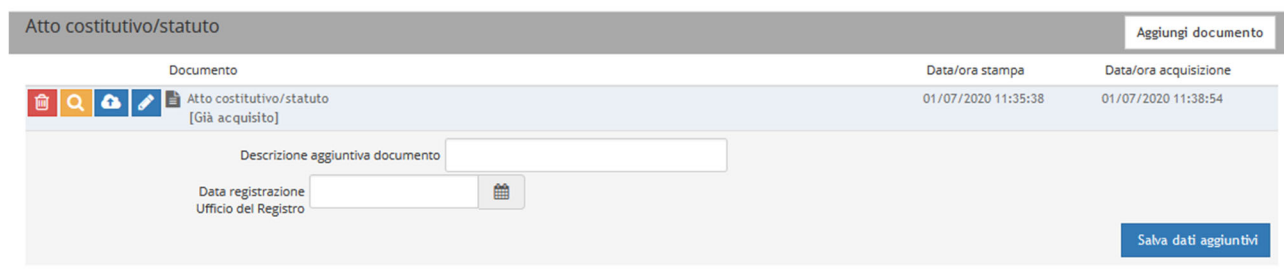 Atto costitutivo/statuto
Aggiungi documento
Documento Data/ora stampa Data/ora acquisizione
Atto costitutivo/statuto 01/07/2020 11:35:38 01/07/2020 11:38:54
[Già acquisito]
Descrizione aggiuntiva documento
Data registrazione
Ufficio del Registro
Salva dati aggiuntivi